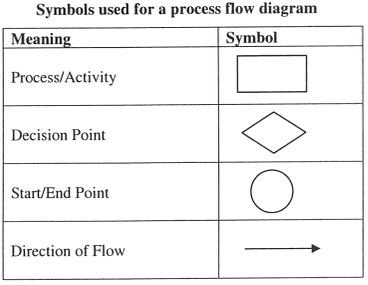 Symbols used for a process flow diagram
Meaning Symbol
Process/Activity
Decision Point
Start/End Point
Direction of Flow